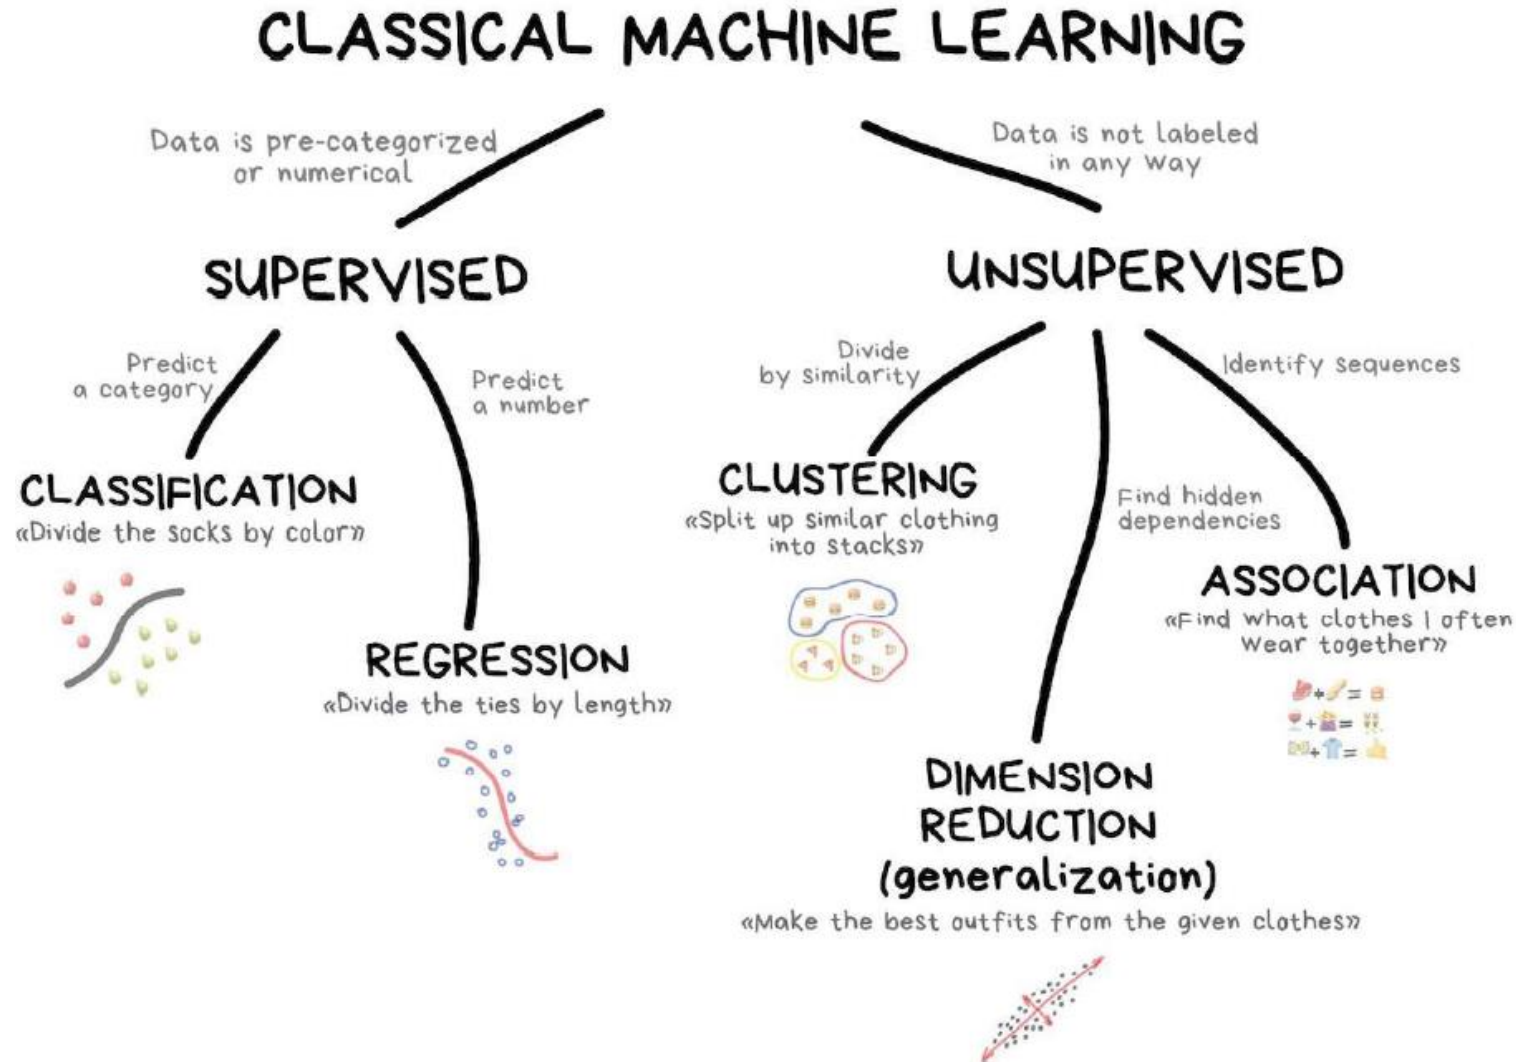 CLASSICAL MACHINE LEARNING
Data is pre-categorized
or numerical
Data is not labeled
in any way
SUPERVISED
UNSUPERVISED
Predict
a category
Predict
a number
Divide
by similarity
Identify sequences
CLASSIFICATION
«Divide the socks by color»
CLUSTERING
«Split up similar clothing
into stacks»
Find hidden
dependencies
ASSOCIATION
«Find what clothes I often
wear together»
REGRESSION
«Divide the ties by length»
+ =
+ =
+ =
DIMENSION
REDUCTION
(generalization)
«Make the best outfits from the given clothes»